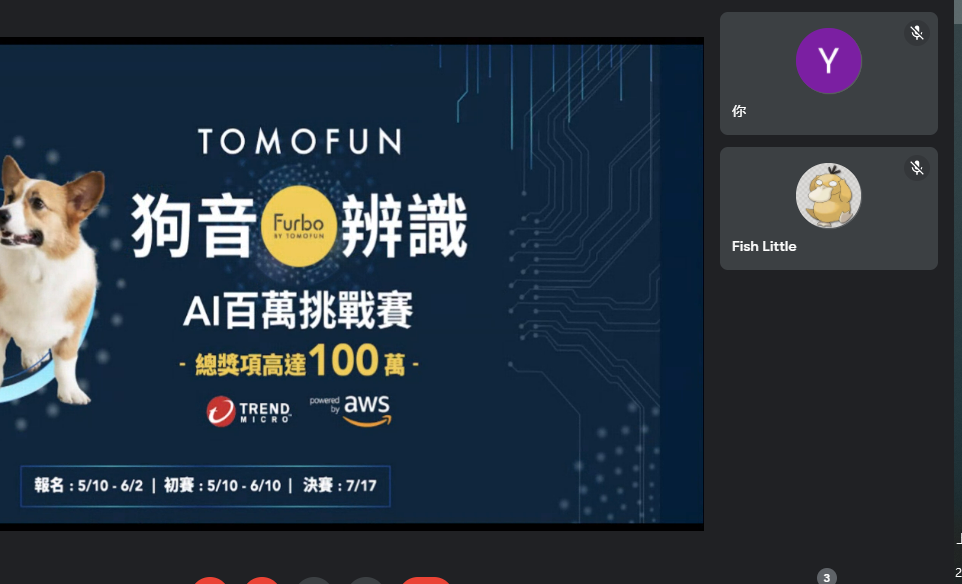 TOMOFUN
狗音
Furbo
BY TOMOFUN
辨識
AI百萬挑戰賽
- 總獎項高達100萬 -
TREND
MICRO
powered
by
aws
報名 : 5/10 - 6/2 | 初賽 : 5/10 - 6/10 | 決賽 : 7/17
Y
你
Fish Little
3